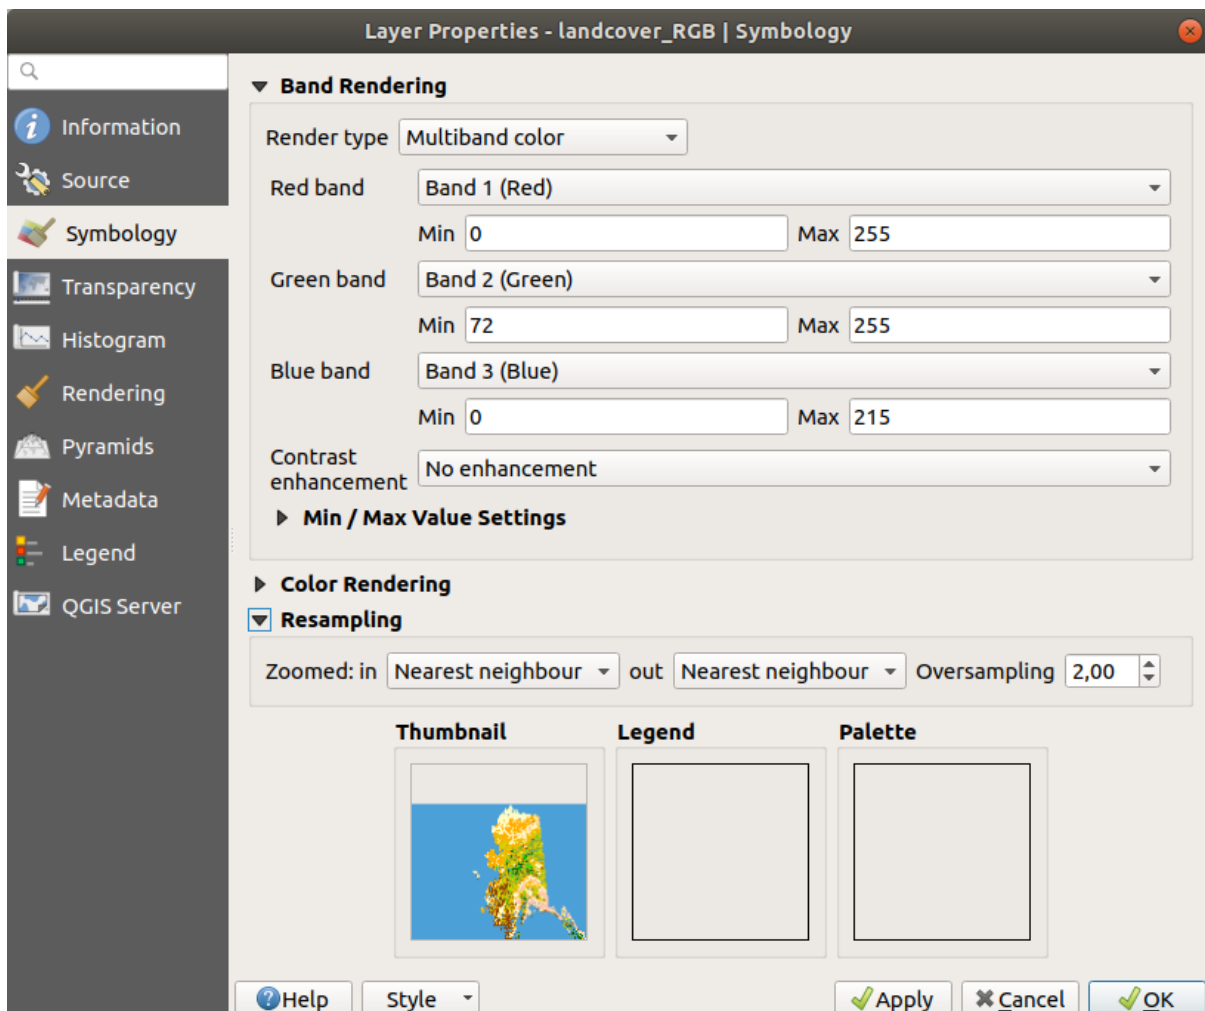 Layer Properties - landcover_RGB | Symbology
Information
Source
Symbology
Transparency
Histogram
Rendering
Pyramids
Metadata
Legend
QGIS Server
Band Rendering
Render type Multiband color
Red band Band 1 (Red)
Min 0 Max 255
Green band Band 2 (Green)
Min 72 Max 255
Blue band Band 3 (Blue)
Min 0 Max 215
Contrast
enhancement No enhancement
Min / Max Value Settings
Color Rendering
Resampling
Zoomed: in Nearest neighbour out Nearest neighbour Oversampling 2,00
Thumbnail Legend Palette
Help Style Apply Cancel OK